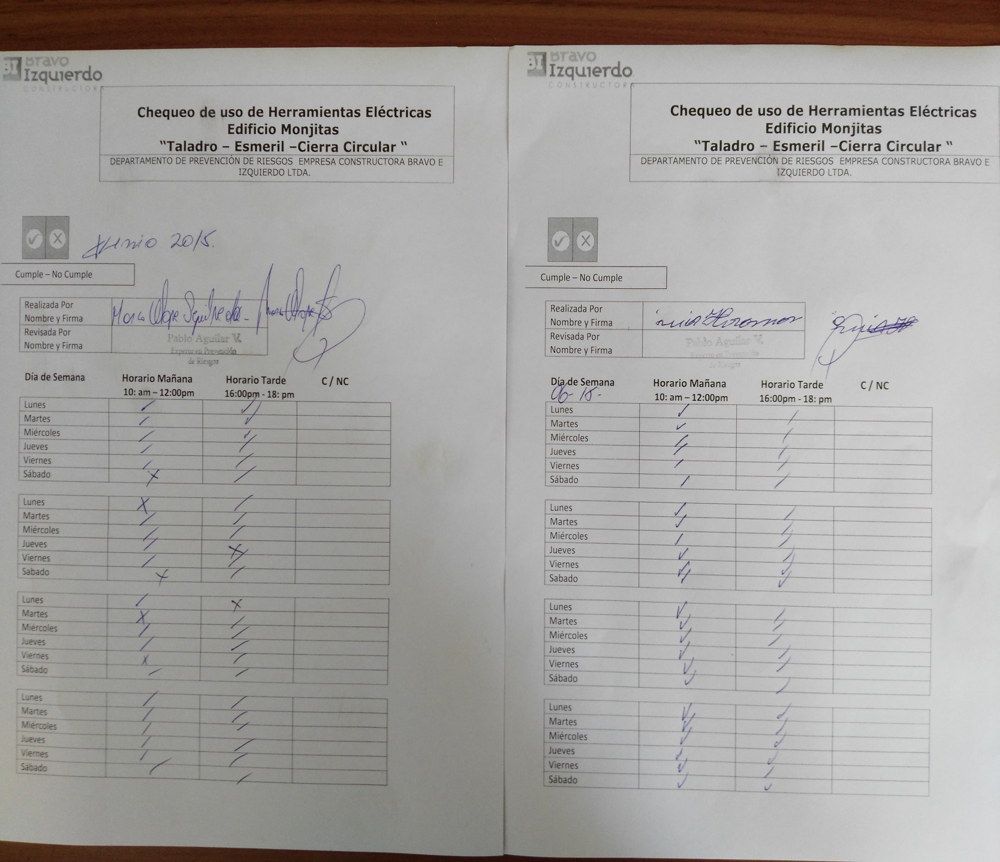 BI Bravo
Izquierdo
CONSTRUCTORA
Chequeo de uso de Herramientas Eléctricas
Edificio Monjitas
"Taladro – Esmeril –Cierra Circular "
DEPARTAMENTO DE PREVENCIÓN DE RIESGOS EMPRESA CONSTRUCTORA BRAVO E
IZQUIERDO LTDA.
Junio 2015.
Cumple – No Cumple
Realizada Por
Nombre y Firma
Revisada Por
Nombre y Firma
Pablo Aguilar V.
Experto en Prevención
de Riesgos
Día de Semana Horario Mañana Horario Tarde C / NC
10: am – 12:00pm 16:00pm - 18: pm
Lunes ✓ ✓
Martes ✓ ✓
Miércoles ✓ ✓
Jueves ✓ ✓
Viernes ✓ ✓
Sábado X ✓
Lunes X ✓
Martes ✓ ✓
Miércoles ✓ ✓
Jueves ✓ X
Viernes ✓ ✓
Sabado X ✓
Lunes ✓ X
Martes X ✓
Miércoles ✓ ✓
Jueves ✓ ✓
Viernes X ✓
Sábado ✓ ✓
Lunes ✓ ✓
Martes ✓ ✓
Miércoles ✓ ✓
Jueves ✓ ✓
Viernes ✓ ✓
Sábado ✓ ✓
BI Bravo
Izquierdo
CONSTRUCTORA
Chequeo de uso de Herramientas Eléctricas
Edificio Monjitas
"Taladro – Esmeril –Cierra Circular "
DEPARTAMENTO DE PREVENCIÓN DE RIESGOS EMPRESA CONSTRUCTORA BRAVO E
IZQUIERDO LTDA.
Cumple – No Cumple
Realizada Por
Nombre y Firma Luis
Revisada Por
Nombre y Firma
Pablo Aguilar V.
Experto en Prevención
de Riesgos
Día de Semana Horario Mañana Horario Tarde C / NC
06-15- 10: am – 12:00pm 16:00pm - 18: pm
Lunes ✓ ✓
Martes ✓ ✓
Miércoles ✓ ✓
Jueves ✓ ✓
Viernes ✓ ✓
Sábado ✓ ✓
Lunes ✓ ✓
Martes ✓ ✓
Miércoles ✓ ✓
Jueves ✓ ✓
Viernes ✓ ✓
Sabado ✓ ✓
Lunes ✓ ✓
Martes ✓ ✓
Miércoles ✓ ✓
Jueves ✓ ✓
Viernes ✓ ✓
Sábado ✓ ✓
Lunes ✓ ✓
Martes ✓ ✓
Miércoles ✓ ✓
Jueves ✓ ✓
Viernes ✓ ✓
Sábado ✓ ✓